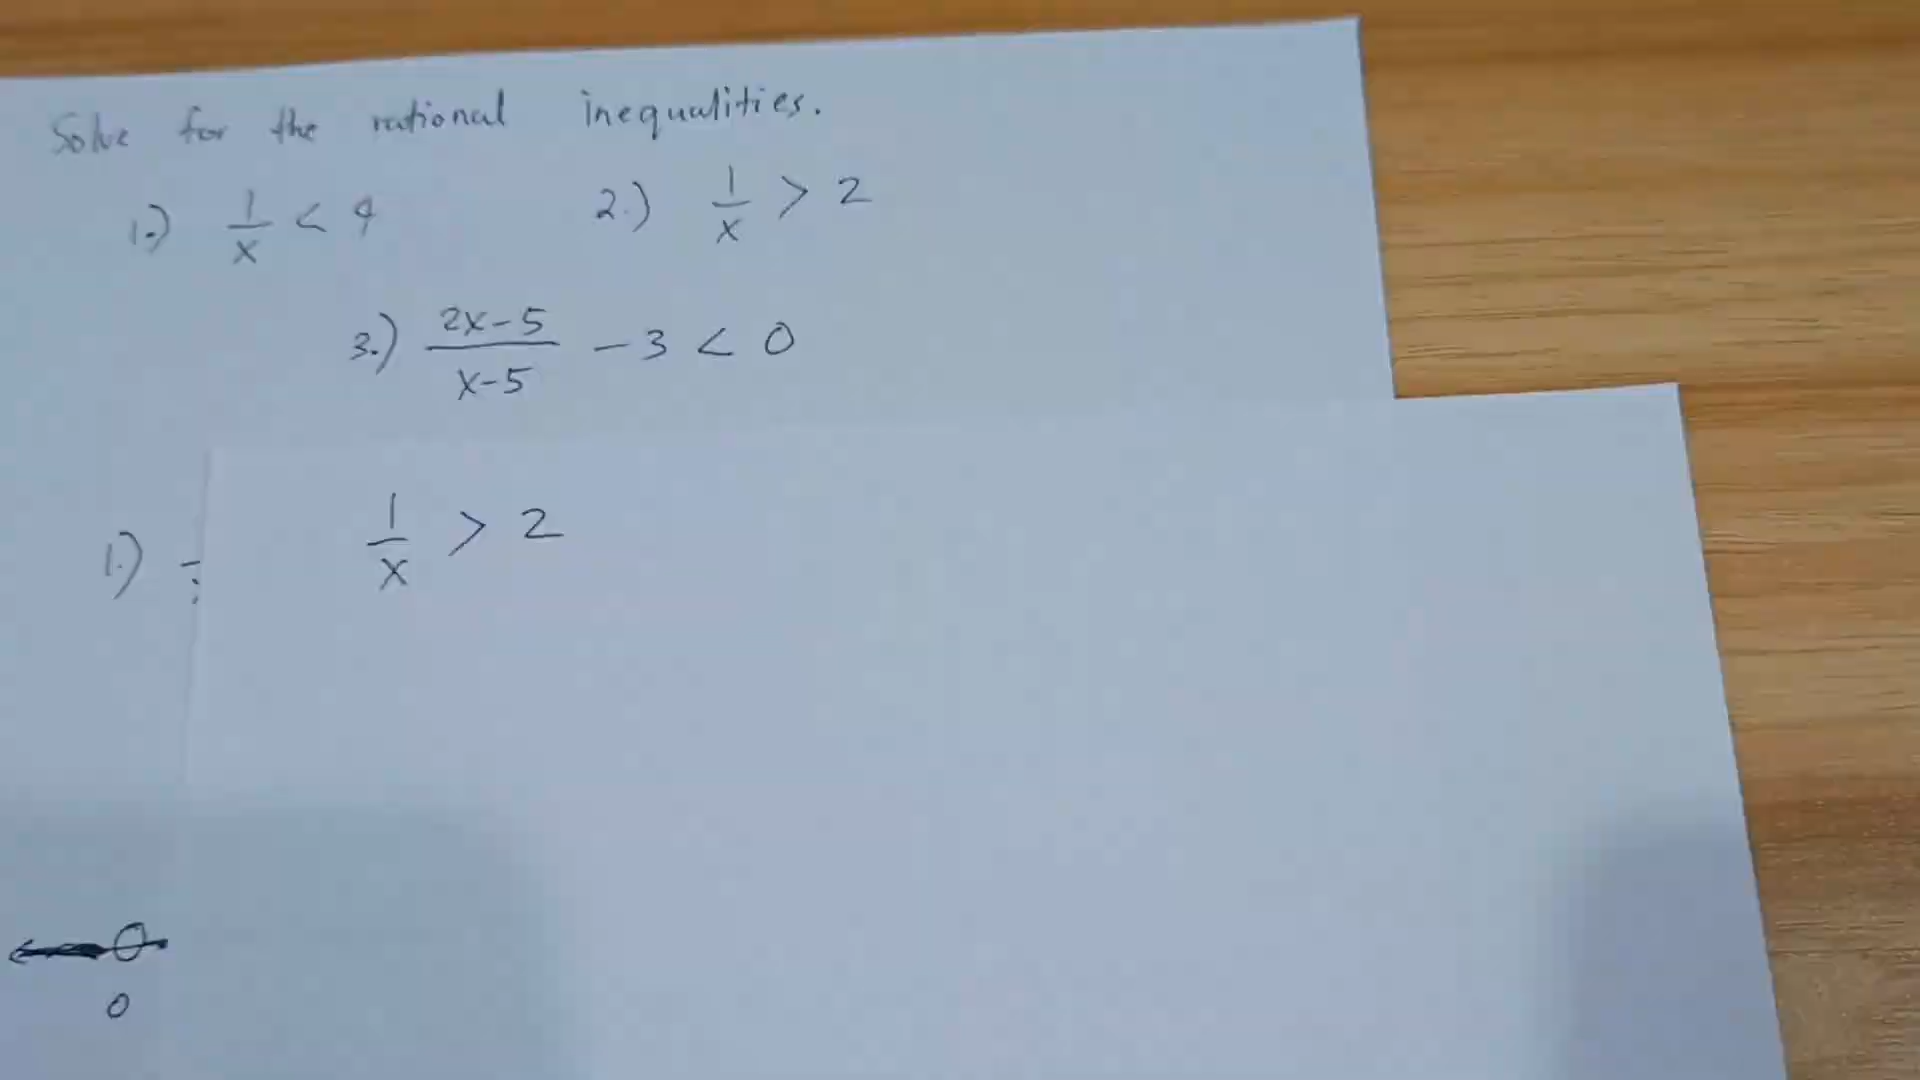 Solve for the rational inequalities.
1.) 1/x < 4 2.) 1/x > 2
3.) (2x-5)/(x-5) - 3 < 0
1/x > 2
1.)
0